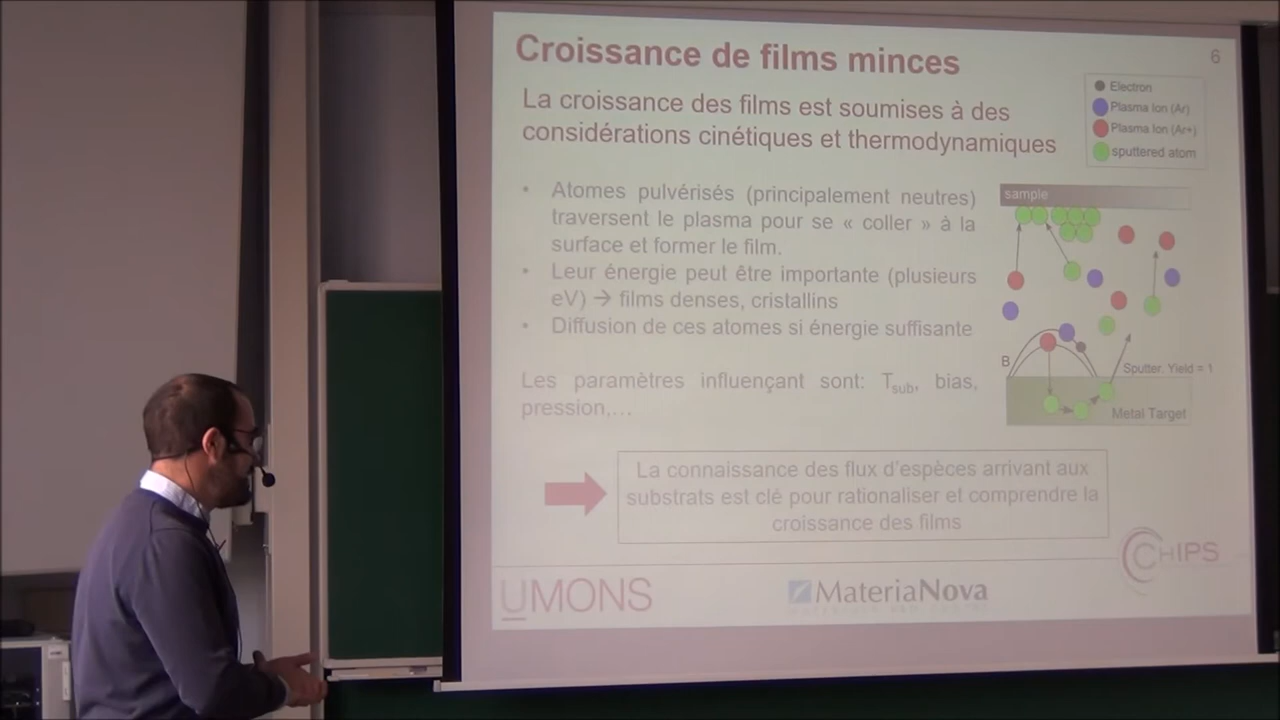 Croissance de films minces
6
La croissance des films est soumises à des
considérations cinétiques et thermodynamiques
Electron
Plasma Ion (Ar)
Plasma Ion (Ar+)
sputtered atom
• Atomes pulvérisés (principalement neutres)
traversent le plasma pour se « coller » à la
surface et former le film.
• Leur énergie peut être importante (plusieurs
eV) → films denses, cristallins
• Diffusion de ces atomes si énergie suffisante
Les paramètres influençant sont: Tsub, bias,
pression,…
sample
B
Sputter. Yield = 1
Metal Target
La connaissance des flux d'espèces arrivant aux
substrats est clé pour rationaliser et comprendre la
croissance des films
UMONS
MateriaNova
CHIPS